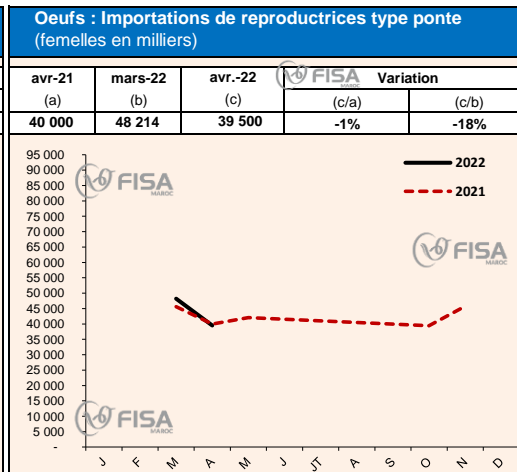 Oeufs : Importations de reproductrices type ponte
(femelles en milliers)
avr-21 mars-22 avr.-22 FISA Variation
(a) (b) (c) (c/a) (c/b)
40 000 48 214 39 500 -1% -18%
95 000
90 000
85 000
80 000
75 000
70 000
65 000
60 000
55 000
50 000
45 000
40 000
35 000
30 000
25 000
20 000
15 000
10 000
5 000
-
2022
2021
FISA
MAROC
FISA
MAROC
FISA
MAROC
J F M A M J JT A S O N D